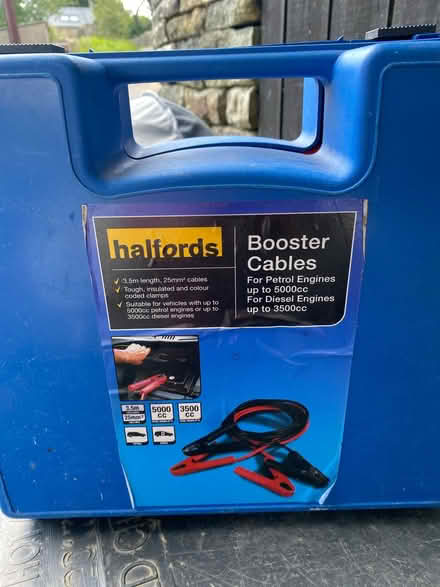 halfords
3.5m length, 25mm² cables
Tough, insulated and colour
coded clamps
Suitable for vehicles with up to
5000cc petrol engines or up to
3500cc diesel engines
Booster
Cables
For Petrol Engines
up to 5000cc
For Diesel Engines
up to 3500cc
3.5m
25mm²
5000
CC
3500
CC